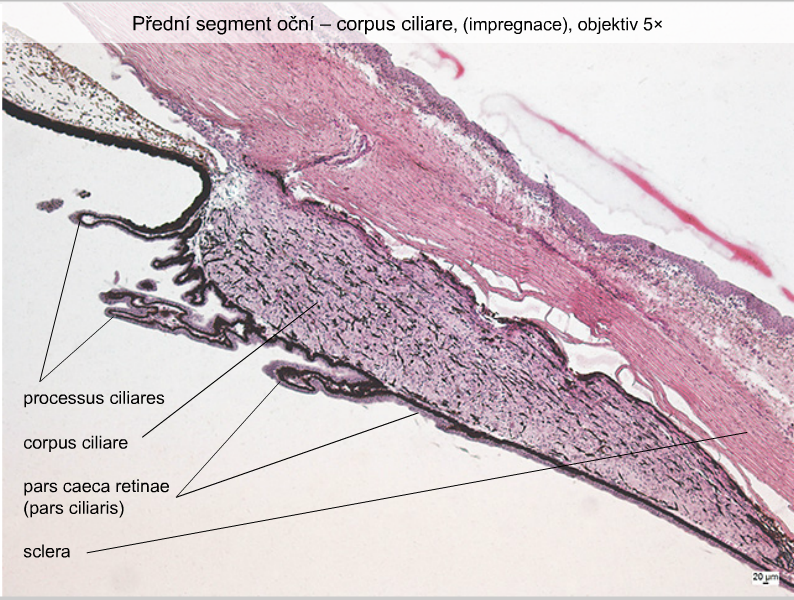 Přední segment oční – corpus ciliare, (impregnace), objektiv 5×
processus ciliares
corpus ciliare
pars caeca retinae
(pars ciliaris)
sclera
20 µm